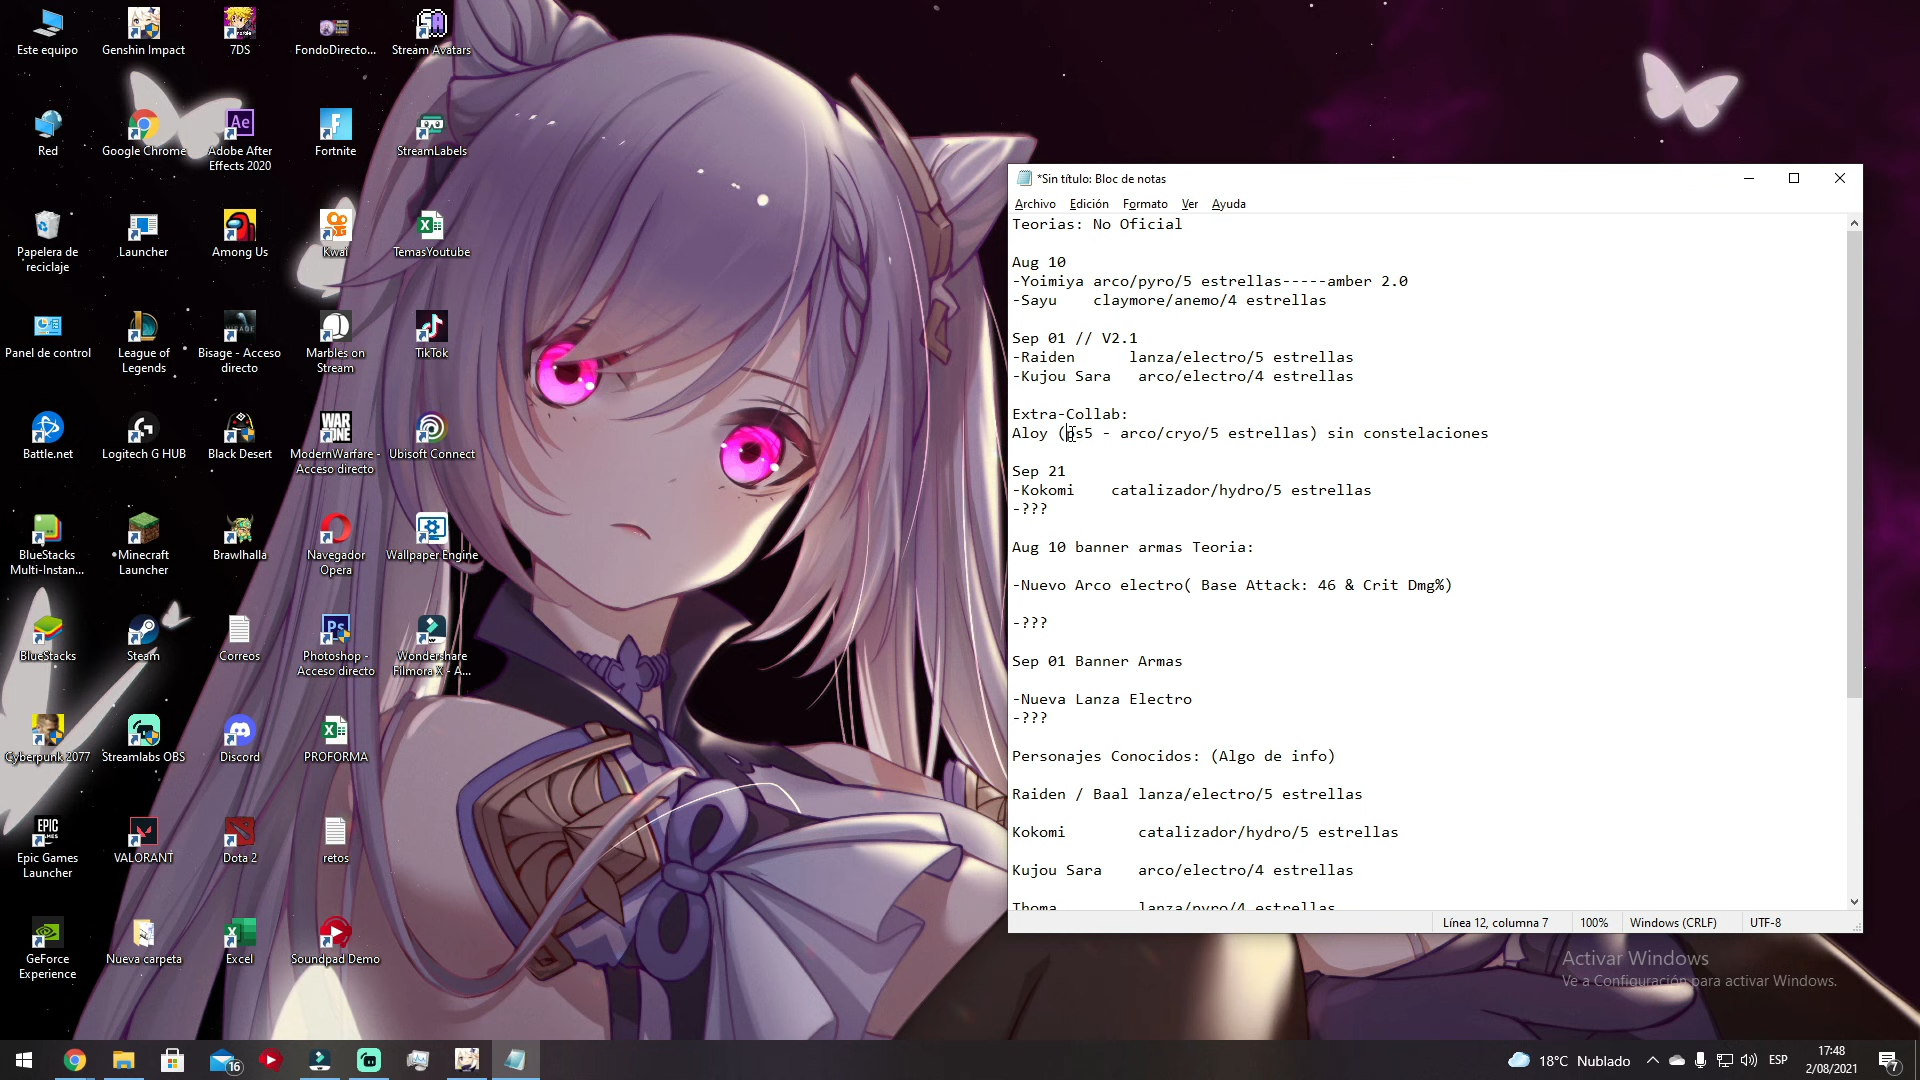 Este equipo
Genshin Impact
7DS
FondoDirecto...
Stream Avatars
Red
Google Chrome
Adobe After
Effects 2020
Fortnite
StreamLabels
Papelera de
reciclaje
Launcher
Among Us
Kwai
TemasYoutube
Panel de control
League of
Legends
Bisage - Acceso
directo
Marbles on
Stream
TikTok
Battle.net
Logitech G HUB
Black Desert
ModernWarfare -
Acceso directo
Ubisoft Connect
BlueStacks
Multi-Instan...
Minecraft
Launcher
Brawlhalla
Navegador
Opera
Wallpaper Engine
BlueStacks
Steam
Correos
Photoshop -
Acceso directo
Wondershare
Filmora X - A...
Cyberpunk 2077
Streamlabs OBS
Discord
PROFORMA
Epic Games
Launcher
VALORANT
Dota 2
retos
GeForce
Experience
Nueva carpeta
Excel
Soundpad Demo
*Sin título: Bloc de notas
Archivo Edición Formato Ver Ayuda
Teorias: No Oficial
Aug 10
-Yoimiya arco/pyro/5 estrellas-----amber 2.0
-Sayu claymore/anemo/4 estrellas
Sep 01 // V2.1
-Raiden lanza/electro/5 estrellas
-Kujou Sara arco/electro/4 estrellas
Extra-Collab:
Aloy (ps5 - arco/cryo/5 estrellas) sin constelaciones
Sep 21
-Kokomi catalizador/hydro/5 estrellas
-???
Aug 10 banner armas Teoria:
-Nuevo Arco electro( Base Attack: 46 & Crit Dmg%)
-???
Sep 01 Banner Armas
-Nueva Lanza Electro
-???
Personajes Conocidos: (Algo de info)
Raiden / Baal lanza/electro/5 estrellas
Kokomi catalizador/hydro/5 estrellas
Kujou Sara arco/electro/4 estrellas
Thoma lanza/pyro/4 estrellas
Línea 12, columna 7 100% Windows (CRLF) UTF-8
Activar Windows
Ve a Configuración para activar Windows.
16
18°C Nublado
ESP
17:48
2/08/2021
7